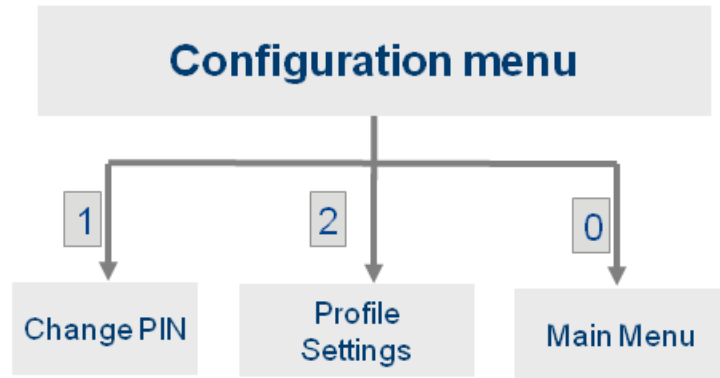 Configuration menu
1
2
0
Change PIN
Profile
Settings
Main Menu